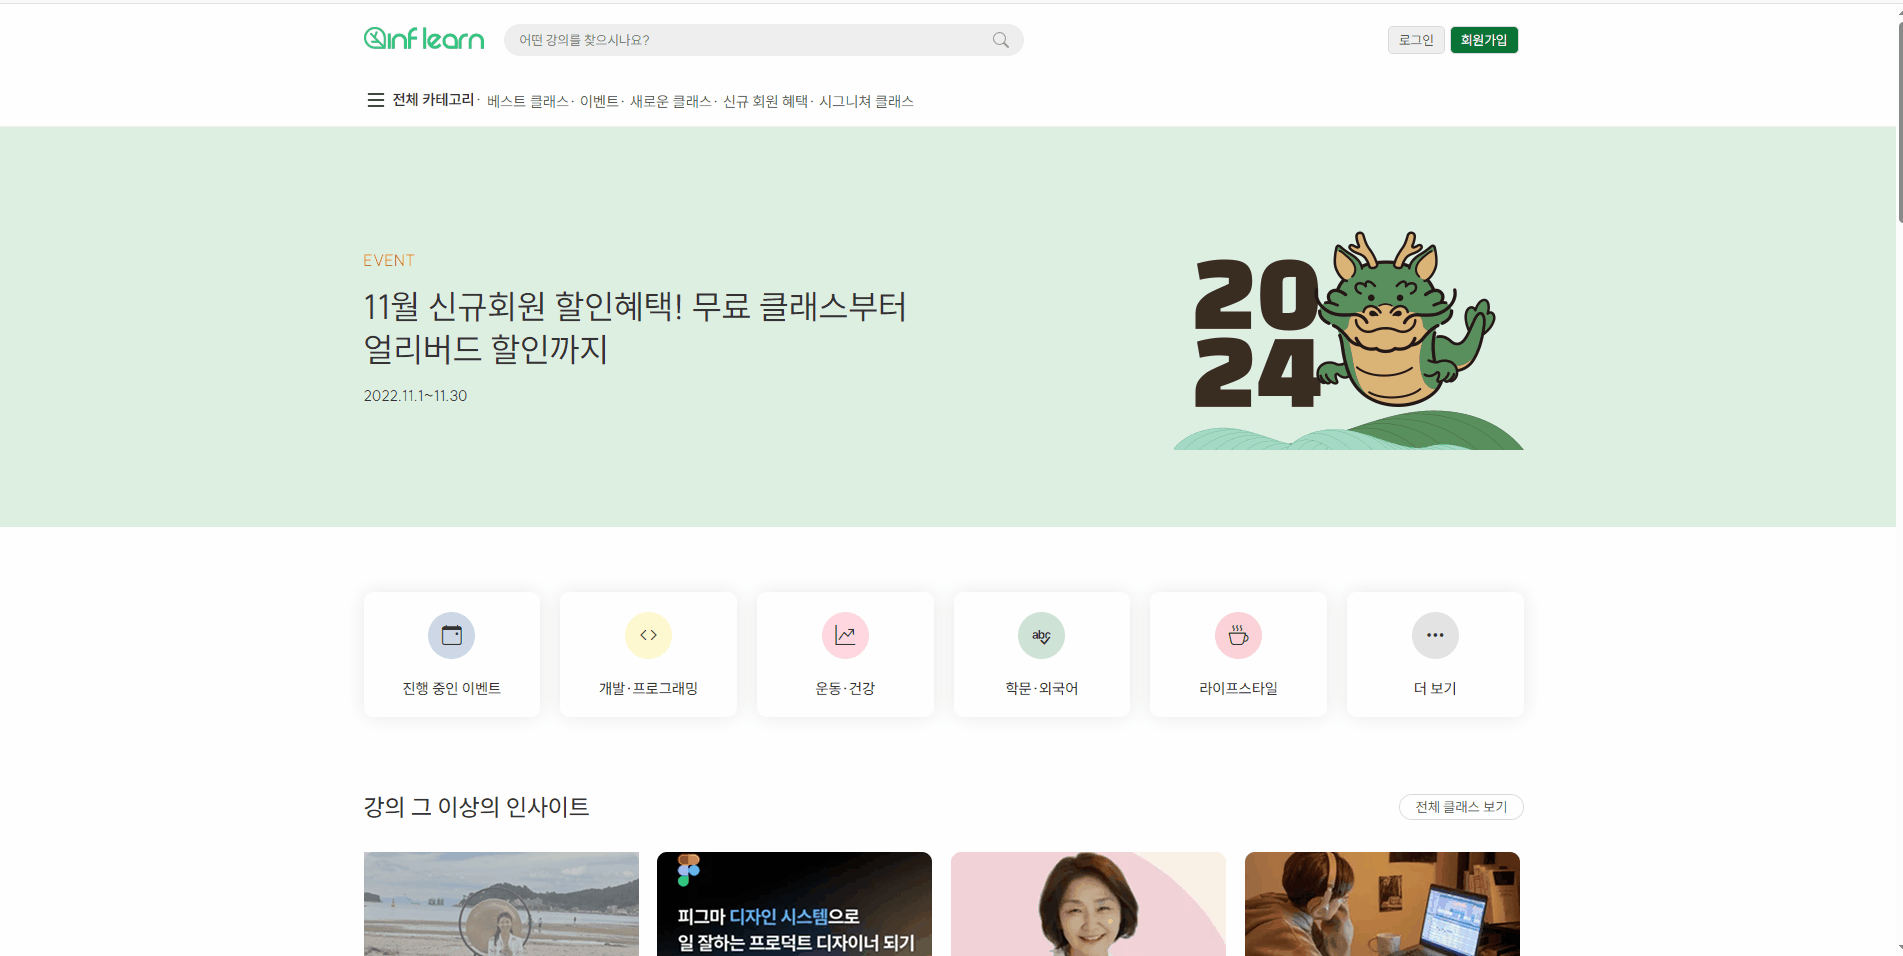 inflearn
어떤 강의를 찾으시나요?
로그인
회원가입
전체 카테고리· 베스트 클래스· 이벤트· 새로운 클래스· 신규 회원 혜택· 시그니쳐 클래스
EVENT
11월 신규회원 할인혜택! 무료 클래스부터
얼리버드 할인까지
2022.11.1~11.30
20
24
abc
진행 중인 이벤트
개발·프로그래밍
운동·건강
학문·외국어
라이프스타일
더 보기
강의 그 이상의 인사이트
전체 클래스 보기
피그마 디자인 시스템으로
일 잘하는 프로덕트 디자이너 되기